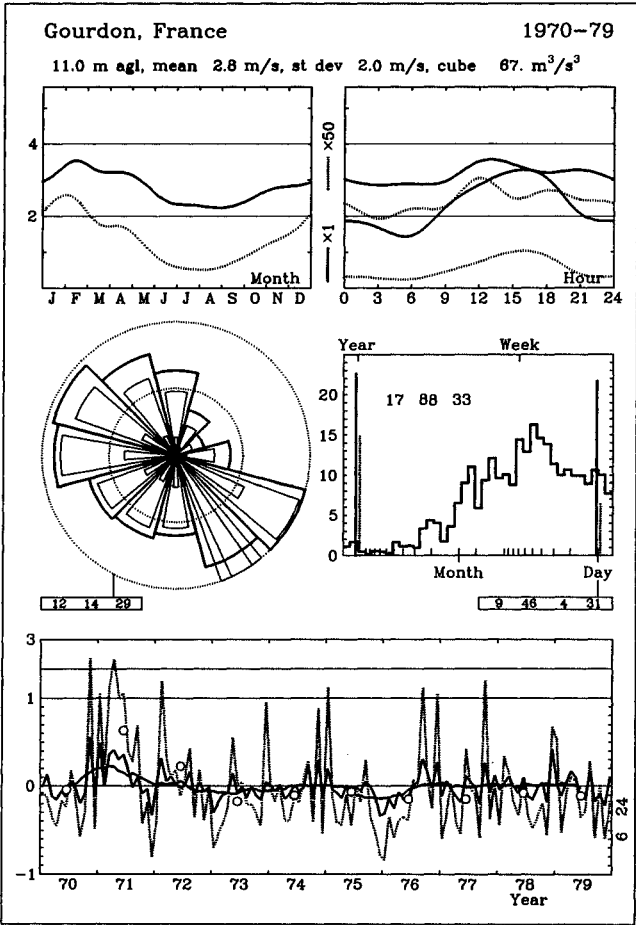 Gourdon, France 1970-79
11.0 m agl, mean 2.8 m/s, st dev 2.0 m/s, cube 67. m³/s³
4
2
×50
×1
Month
Hour
J F M A M J J A S O N D
0 3 6 9 12 15 18 21 24
Year Week
20
15
10
5
0
17 88 33
Month Day
12 14 29
9 46 4 31
3
1
0
-1
6 24
70 71 72 73 74 75 76 77 78 79
Year